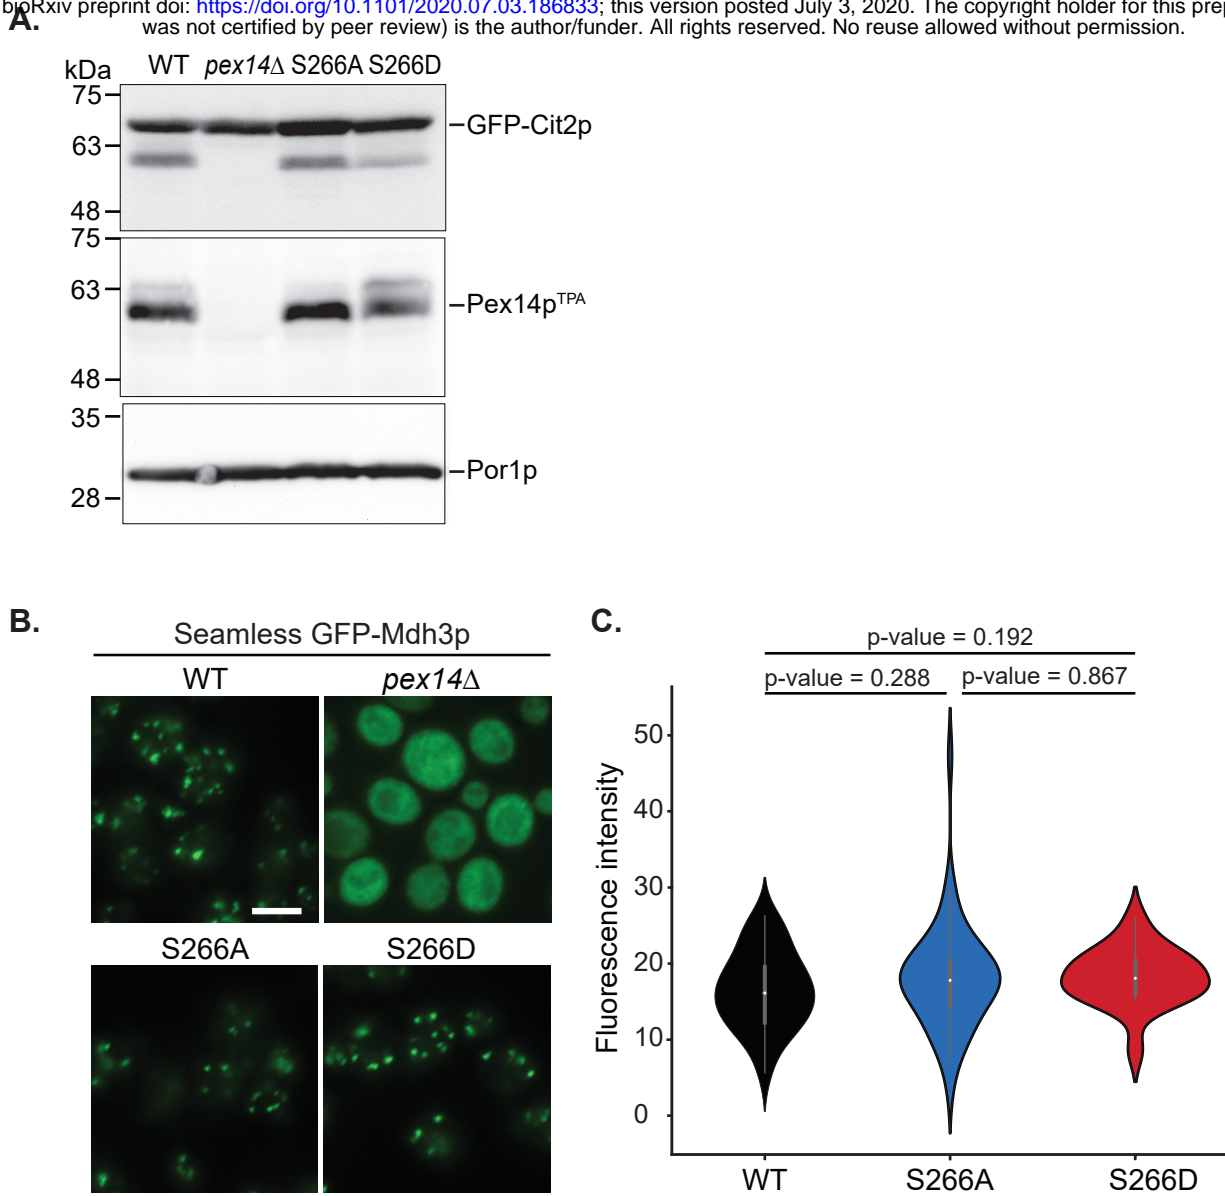 bioRxiv preprint doi: https://doi.org/10.1101/2020.07.03.186833; this version posted July 3, 2020. The copyright holder for this
was not certified by peer review) is the author/funder. All rights reserved. No reuse allowed without permission.
A.
kDa WT pex14Δ S266A S266D
75
GFP-Cit2p
63
48
75
63
Pex14pTPA
48
35
Por1p
28
B.
Seamless GFP-Mdh3p
WT pex14Δ
S266A S266D
C.
p-value = 0.192
p-value = 0.288 p-value = 0.867
Fluorescence intensity
50
40
30
20
10
0
WT S266A S266D